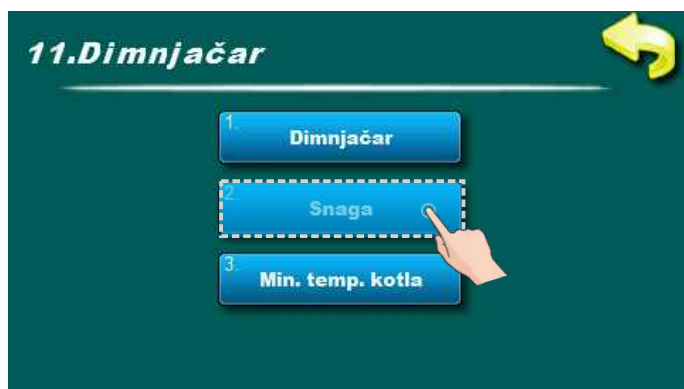 11.Dimnjačar
1.
Dimnjačar
2.
Snaga
3.
Min. temp. kotla